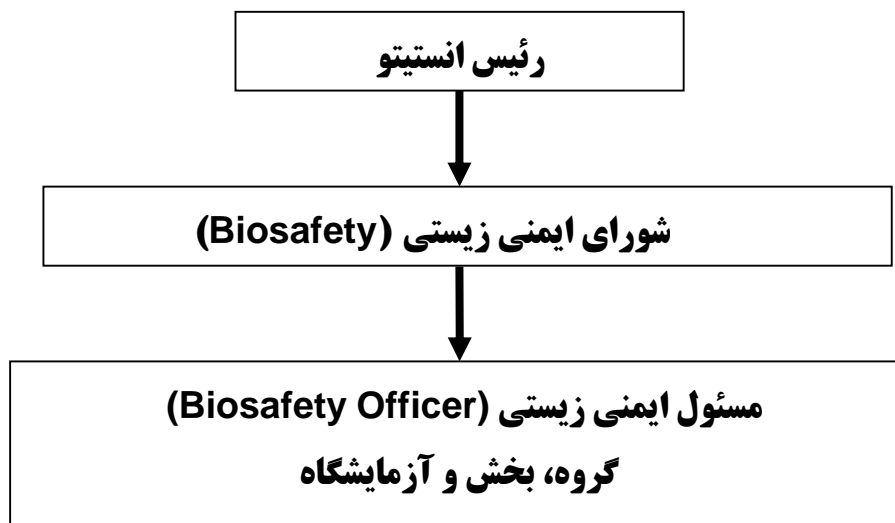 رئیس انستیتو
شورای ایمنی زیستی (Biosafety)
مسئول ایمنی زیستی (Biosafety Officer)
گروه، بخش و آزمایشگاه